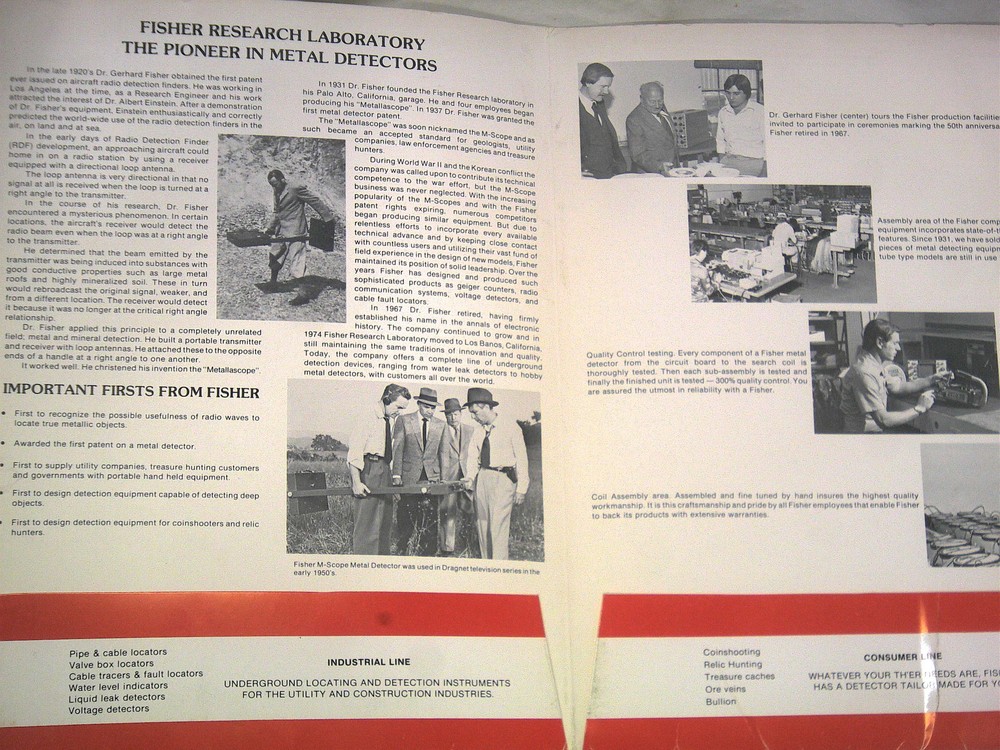 FISHER RESEARCH LABORATORY
THE PIONEER IN METAL DETECTORS
In the late 1920's Dr. Gerhard Fisher obtained the first patent
ever issued on aircraft radio detection finders. He was working in
Los Angeles at the time, as a Research Engineer and his work
attracted the interest of Dr. Albert Einstein. After a demonstration
of Dr. Fisher's equipment, Einstein enthusiastically and correctly
predicted the world-wide use of the radio detection finders in the
air, on land and at sea.
In the early days of Radio Detection Finder
(RDF) development, an approaching aircraft could
home in on a radio station by using a receiver
equipped with a directional loop antenna.
The loop antenna is very directional in that no
signal at all is received when the loop is turned at a
right angle to the transmitter.
In the course of his research, Dr. Fisher
encountered a mysterious phenomenon. In certain
locations, the aircraft's receiver would detect the
radio beam even when the loop was at a right angle
to the transmitter.
He determined that the beam emitted by the
transmitter was being induced into substances with
good conductive properties such as large metal
roofs and highly mineralized soil. These in turn
would rebroadcast the original signal, weaker, and
from a different location. The receiver would detect
it because it was no longer at the critical right angle
relationship.
Dr. Fisher applied this principle to a completely unrelated
field; metal and mineral detection. He built a portable transmitter
and receiver with loop antennas. He attached these to the opposite
ends of a handle at a right angle to one another.
It worked well. He christened his invention the "Metallascope".
IMPORTANT FIRSTS FROM FISHER
• First to recognize the possible usefulness of radio waves to
locate true metallic objects.
• Awarded the first patent on a metal detector.
• First to supply utility companies, treasure hunting customers
and governments with portable hand held equipment.
• First to design detection equipment capable of detecting deep
objects.
• First to design detection equipment for coinshooters and relic
hunters.
In 1931 Dr. Fisher founded the Fisher Research laboratory in
his Palo Alto, California, garage. He and four employees began
producing his "Metallascope". In 1937 Dr. Fisher was granted the
first metal detector patent.
The "Metallascope" was soon nicknamed the M-Scope and as
such became an accepted standard for geologists, utility
companies, law enforcement agencies and treasure
hunters.
During World War II and the Korean conflict the
company was called upon to contribute its technical
competence to the war effort, but the M-Scope
business was never neglected. With the increasing
popularity of the M-Scopes and with the Fisher
patent rights expiring, numerous competitors
began producing similar equipment. But due to
relentless efforts to incorporate every available
technical advance and by keeping close contact
with countless users and utilizing their vast fund of
field experience in the design of new models, Fisher
maintained its position of solid leadership. Over the
years Fisher has designed and produced such
sophisticated products as geiger counters, radio
communication systems, voltage detectors, and
cable fault locators.
In 1967 Dr. Fisher retired, having firmly
established his name in the annals of electronic
history. The company continued to grow and in
1974 Fisher Research Laboratory moved to Los Banos, California,
still maintaining the same traditions of innovation and quality.
Today, the company offers a complete line of underground
detection devices, ranging from water leak detectors to hobby
metal detectors, with customers all over the world.
Fisher M-Scope Metal Detector was used in Dragnet television series in the
early 1950's.
Dr. Gerhard Fisher (center) tours the Fisher production facilitie
invited to participate in ceremonies marking the 50th anniversa
Fisher retired in 1967.
Assembly area of the Fisher comp
equipment incorporates state-of-t
features. Since 1931, we have sold
pieces of metal detecting equip
tube type models are still in use
Quality Control testing. Every component of a Fisher metal
detector from the circuit board to the search coil is
thoroughly tested. Then each sub-assembly is tested and
finally the finished unit is tested — 300% quality control. You
are assured the utmost in reliability with a Fisher.
Coil Assembly area. Assembled and fine tuned by hand insures the highest quality
workmanship. It is this craftsmanship and pride by all Fisher employees that enable Fisher
to back its products with extensive warranties.
Pipe & cable locators
Valve box locators
Cable tracers & fault locators
Water level indicators
Liquid leak detectors
Voltage detectors
INDUSTRIAL LINE
UNDERGROUND LOCATING AND DETECTION INSTRUMENTS
FOR THE UTILITY AND CONSTRUCTION INDUSTRIES.
Coinshooting
Relic Hunting
Treasure caches
Ore veins
Bullion
CONSUMER LINE
WHATEVER YOUR TH'ER NEEDS ARE, FIS
HAS A DETECTOR TAILOR MADE FOR YO